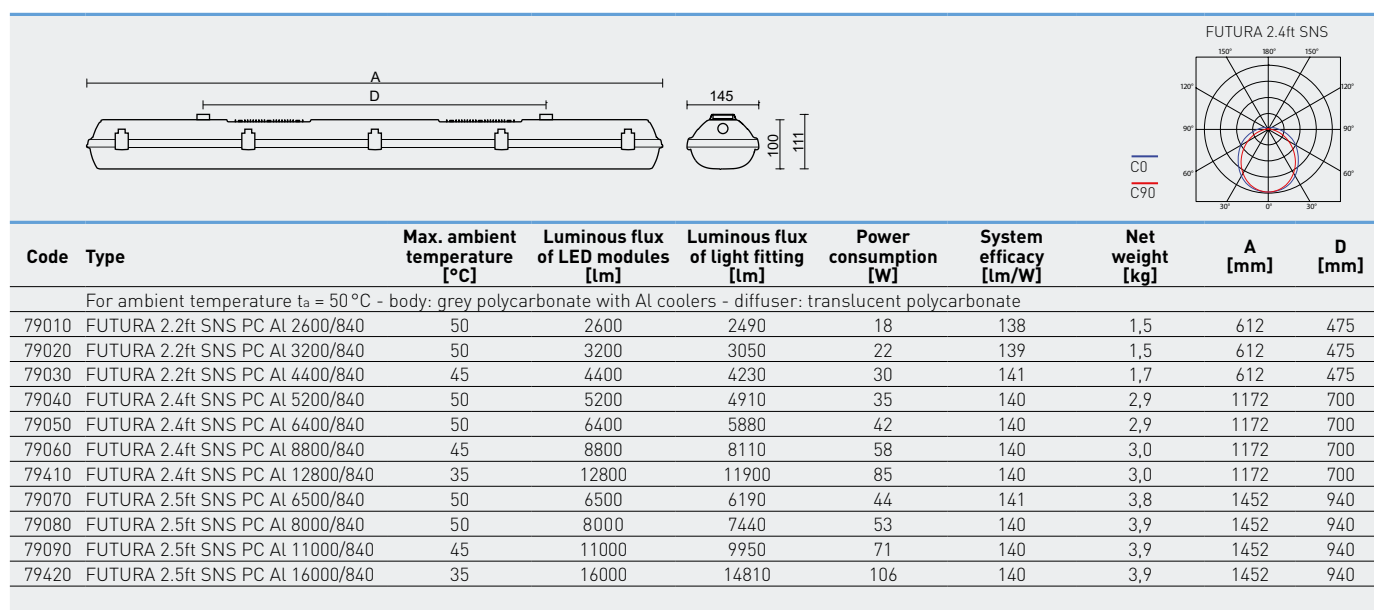 FUTURA 2.4ft SNS
150° 180° 150°
120° 120°
90° 90°
60° 60°
30° 0° 30°
C0
C90
A
D
145
100
111
Code Type Max. ambient temperature [°C] Luminous flux of LED modules [lm] Luminous flux of light fitting [lm] Power consumption [W] System efficacy [lm/W] Net weight [kg] A [mm] D [mm]
For ambient temperature ta = 50 °C - body: grey polycarbonate with Al coolers - diffuser: translucent polycarbonate
79010 FUTURA 2.2ft SNS PC Al 2600/840 50 2600 2490 18 138 1,5 612 475
79020 FUTURA 2.2ft SNS PC Al 3200/840 50 3200 3050 22 139 1,5 612 475
79030 FUTURA 2.2ft SNS PC Al 4400/840 45 4400 4230 30 141 1,7 612 475
79040 FUTURA 2.4ft SNS PC Al 5200/840 50 5200 4910 35 140 2,9 1172 700
79050 FUTURA 2.4ft SNS PC Al 6400/840 50 6400 5880 42 140 2,9 1172 700
79060 FUTURA 2.4ft SNS PC Al 8800/840 45 8800 8110 58 140 3,0 1172 700
79410 FUTURA 2.4ft SNS PC Al 12800/840 35 12800 11900 85 140 3,0 1172 700
79070 FUTURA 2.5ft SNS PC Al 6500/840 50 6500 6190 44 141 3,8 1452 940
79080 FUTURA 2.5ft SNS PC Al 8000/840 50 8000 7440 53 140 3,9 1452 940
79090 FUTURA 2.5ft SNS PC Al 11000/840 45 11000 9950 71 140 3,9 1452 940
79420 FUTURA 2.5ft SNS PC Al 16000/840 35 16000 14810 106 140 3,9 1452 940